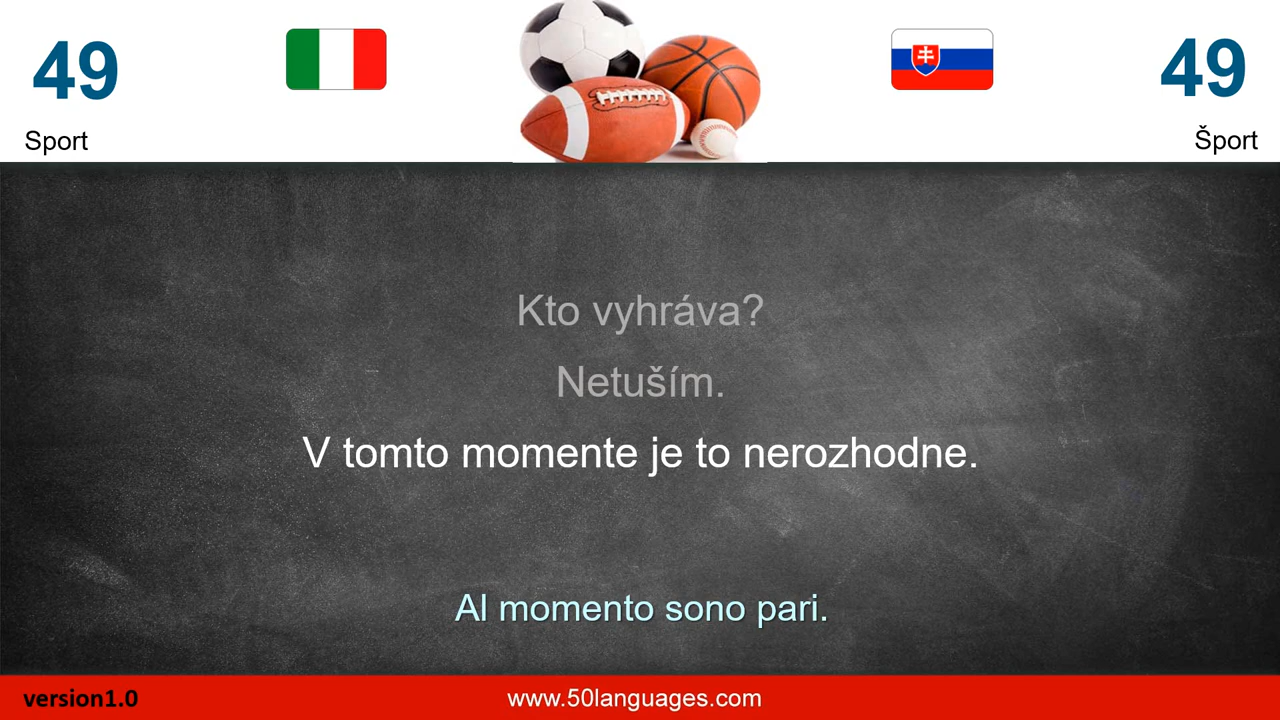 49
49
Sport
Šport
Kto vyhráva?
Netuším.
V tomto momente je to nerozhodne.
Al momento sono pari.
version1.0
www.50languages.com